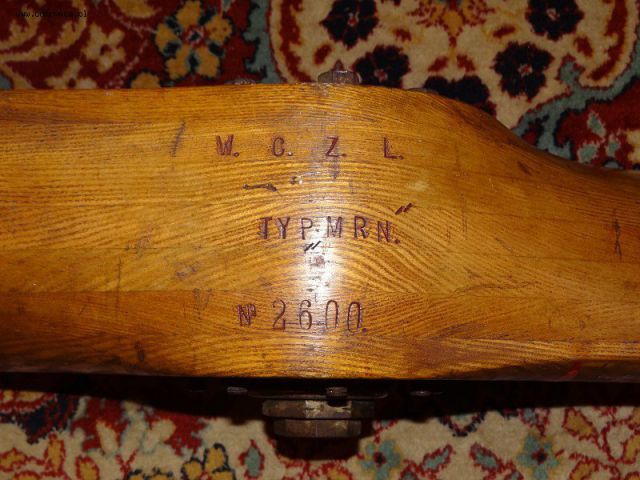 W. C. Z. L.
TYP „MRN."
Nº 2600.